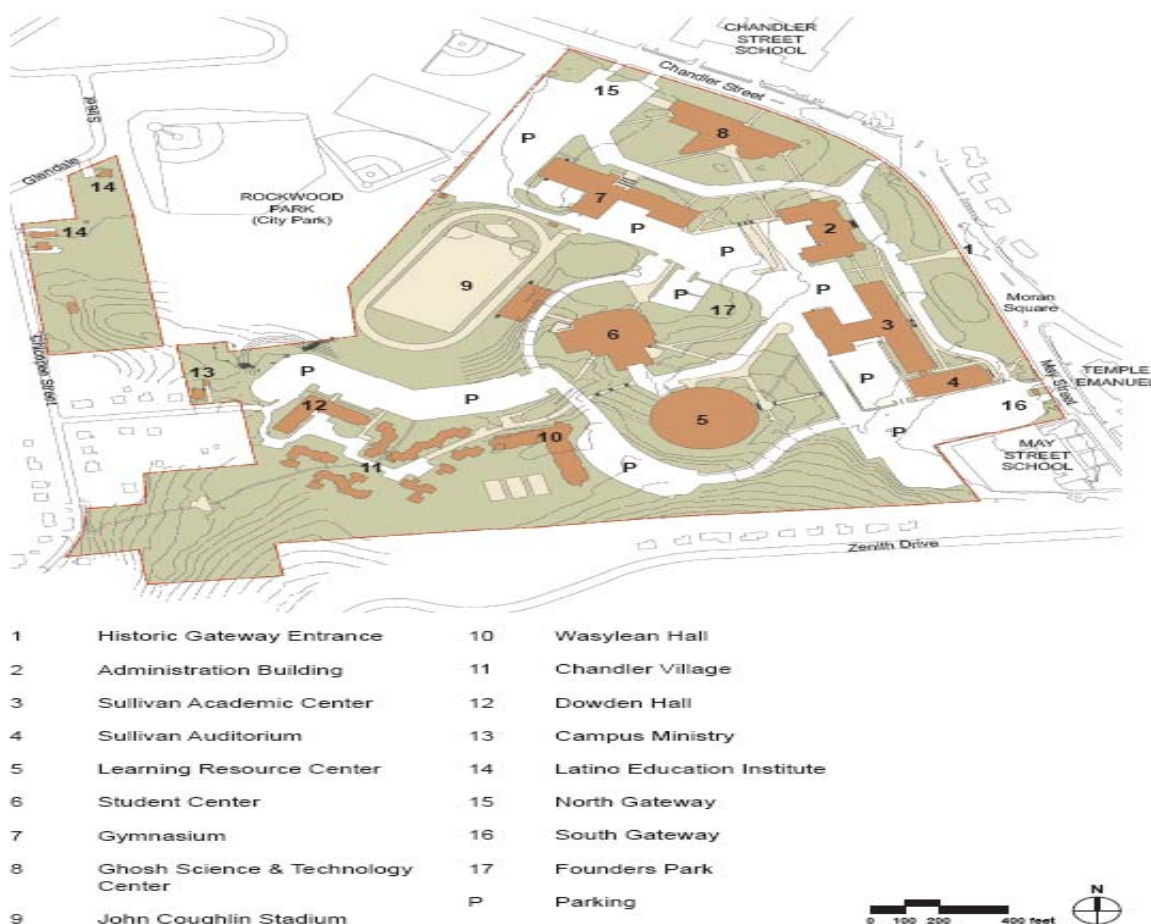 CHANDLER
STREET
SCHOOL
Chandler Street
15
P
8
Street
Glendale
14
ROCKWOOD
PARK
(City Park)
7
14
P
2
P
1
9
P
P
17
Moran
Square
3
6
Chicopee Street
13
P
P
4
May Street
TEMPLE
EMANUEL
12
P
5
16
10
P
MAY
STREET
SCHOOL
11
P
Zenith Drive
1 Historic Gateway Entrance 10 Wasylean Hall
2 Administration Building 11 Chandler Village
3 Sullivan Academic Center 12 Dowden Hall
4 Sullivan Auditorium 13 Campus Ministry
5 Learning Resource Center 14 Latino Education Institute
6 Student Center 15 North Gateway
7 Gymnasium 16 South Gateway
8 Ghosh Science & Technology
Center 17 Founders Park
P Parking
9 John Coughlin Stadium
N
0 100 200 400 feet